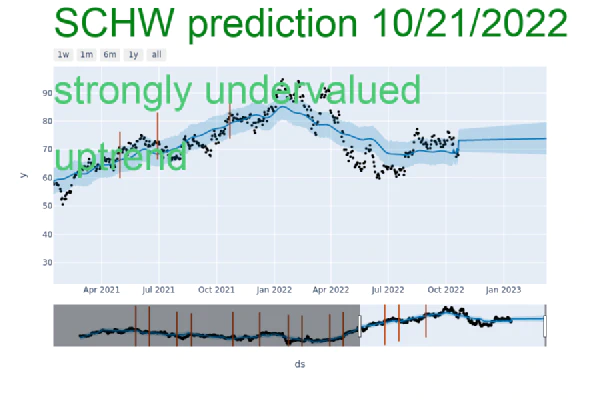 SCHW prediction 10/21/2022
1w 1m 6m 1y all
strongly undervalued
uptrend
90
80
70
60
50
40
30
y
Apr 2021 Jul 2021 Oct 2021 Jan 2022 Apr 2022 Jul 2022 Oct 2022 Jan 2023
ds